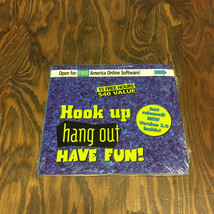 Open for FREE America Online Software!
15 FREE HOURS
$40 VALUE
Hook up
hang out
HAVE FUN!
Just
released!
NEW
Version 3.0
Inside!